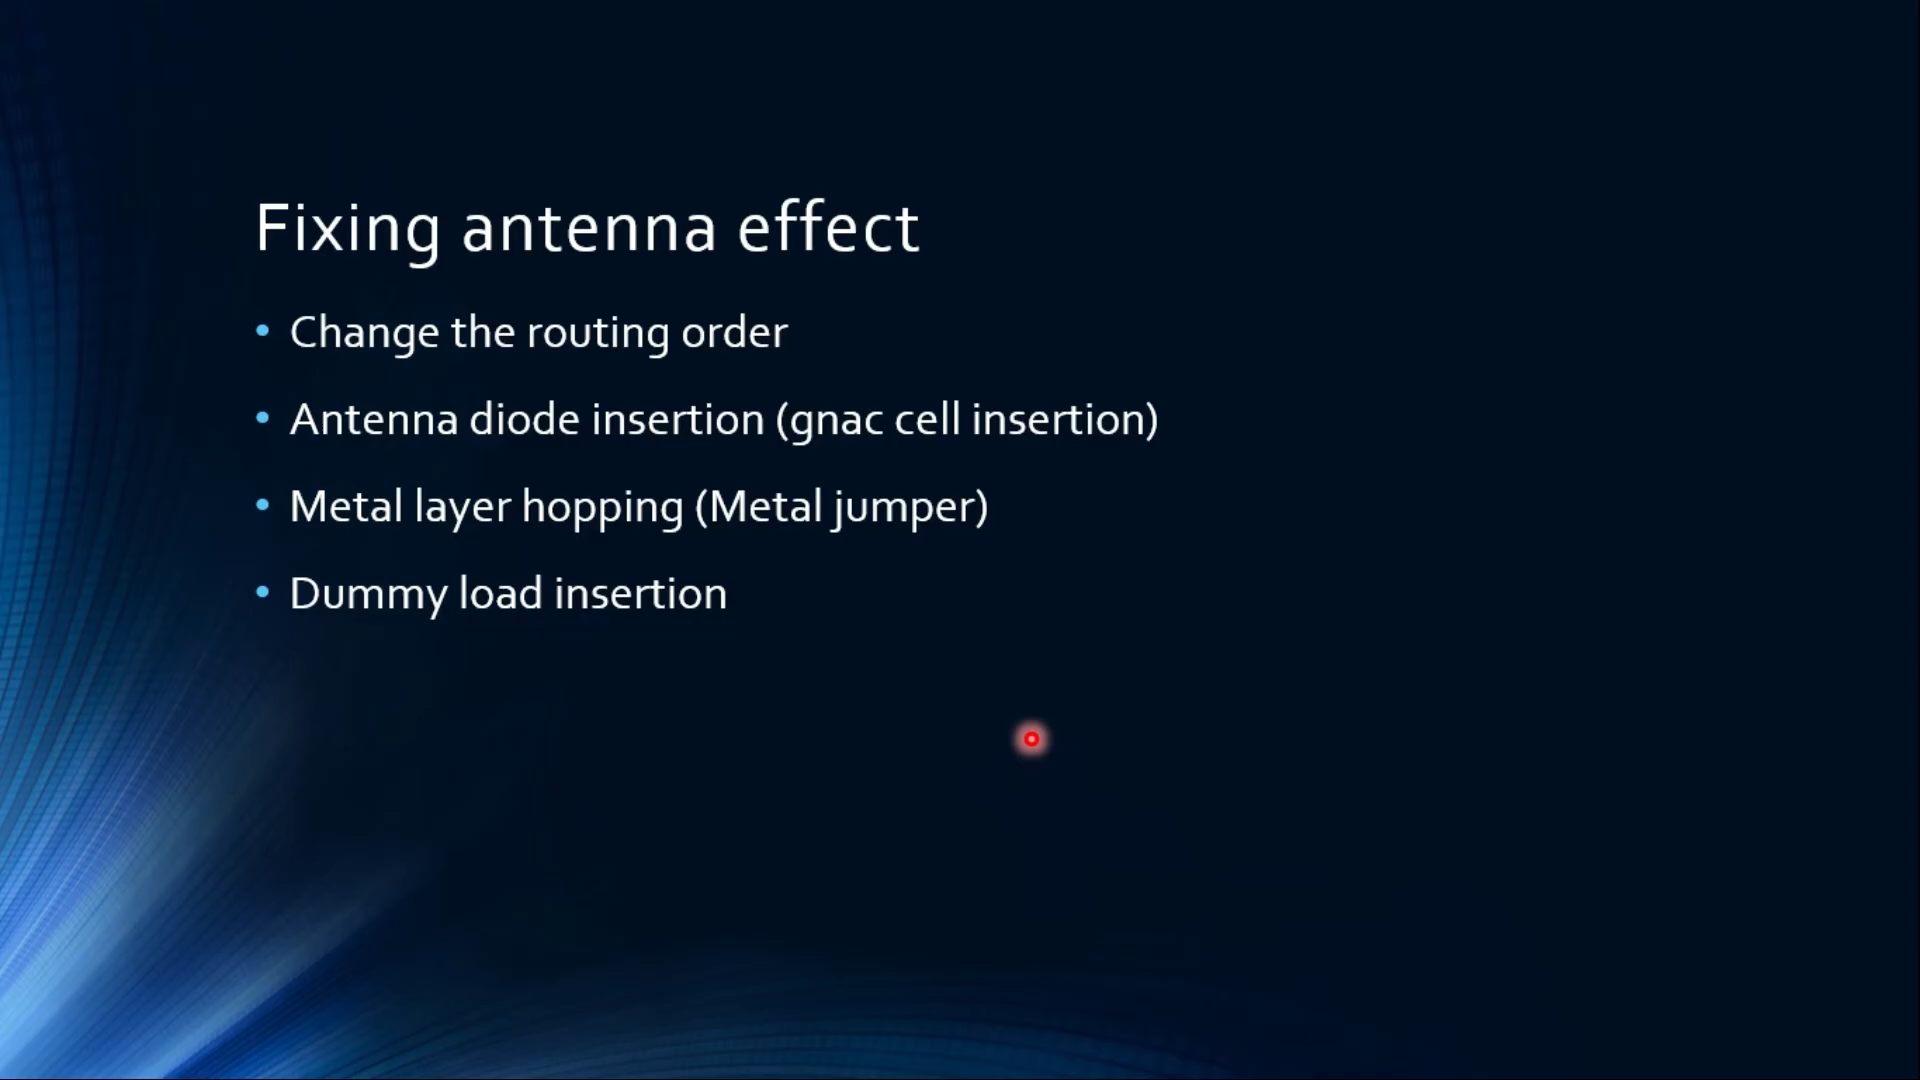 Fixing antenna effect
• Change the routing order
• Antenna diode insertion (gnac cell insertion)
• Metal layer hopping (Metal jumper)
• Dummy load insertion